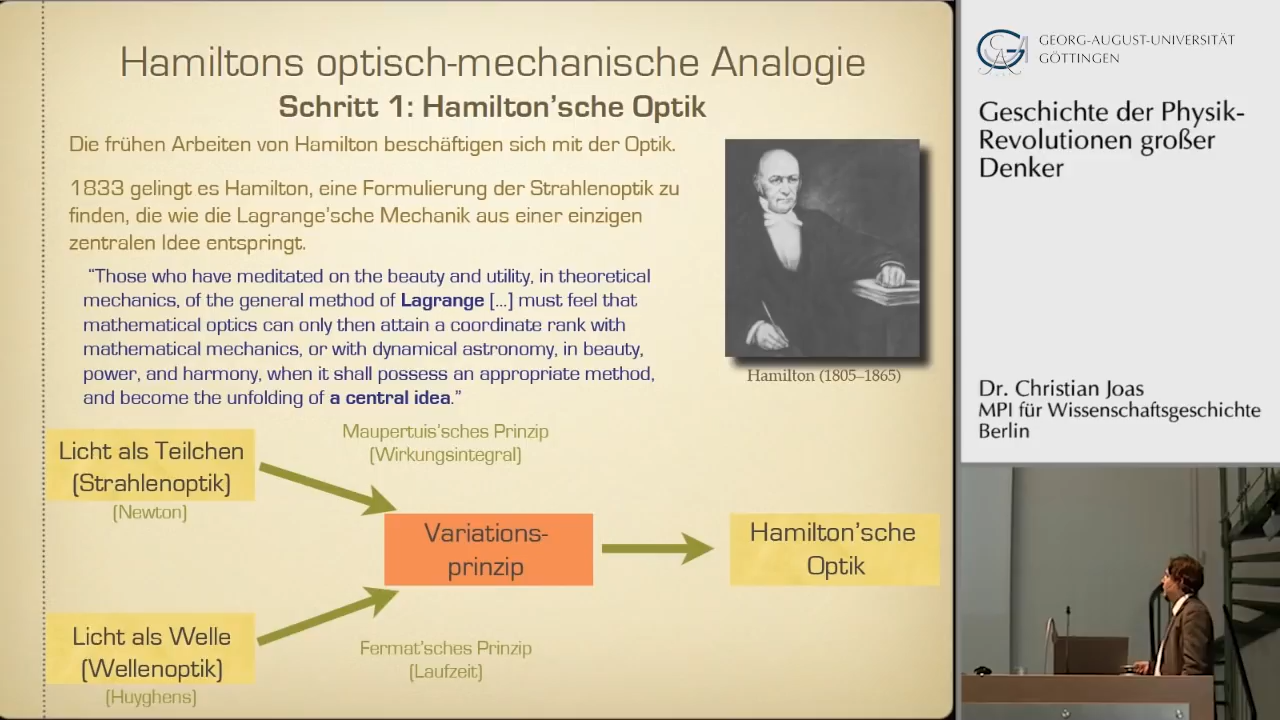 Hamiltons optisch-mechanische Analogie
Schritt 1: Hamilton'sche Optik
Die frühen Arbeiten von Hamilton beschäftigen sich mit der Optik.
1833 gelingt es Hamilton, eine Formulierung der Strahlenoptik zu
finden, die wie die Lagrange'sche Mechanik aus einer einzigen
zentralen Idee entspringt.
“Those who have meditated on the beauty and utility, in theoretical
mechanics, of the general method of Lagrange [...] must feel that
mathematical optics can only then attain a coordinate rank with
mathematical mechanics, or with dynamical astronomy, in beauty,
power, and harmony, when it shall possess an appropriate method,
and become the unfolding of a central idea.”
Hamilton (1805–1865)
Licht als Teilchen
(Strahlenoptik)
(Newton)
Maupertuis'sches Prinzip
(Wirkungsintegral)
Variations-
prinzip
Hamilton'sche
Optik
Licht als Welle
(Wellenoptik)
(Huyghens)
Fermat'sches Prinzip
(Laufzeit)
GEORG-AUGUST-UNIVERSITÄT
GÖTTINGEN
Geschichte der Physik-
Revolutionen großer
Denker
Dr. Christian Joas
MPI für Wissenschaftsgeschichte
Berlin